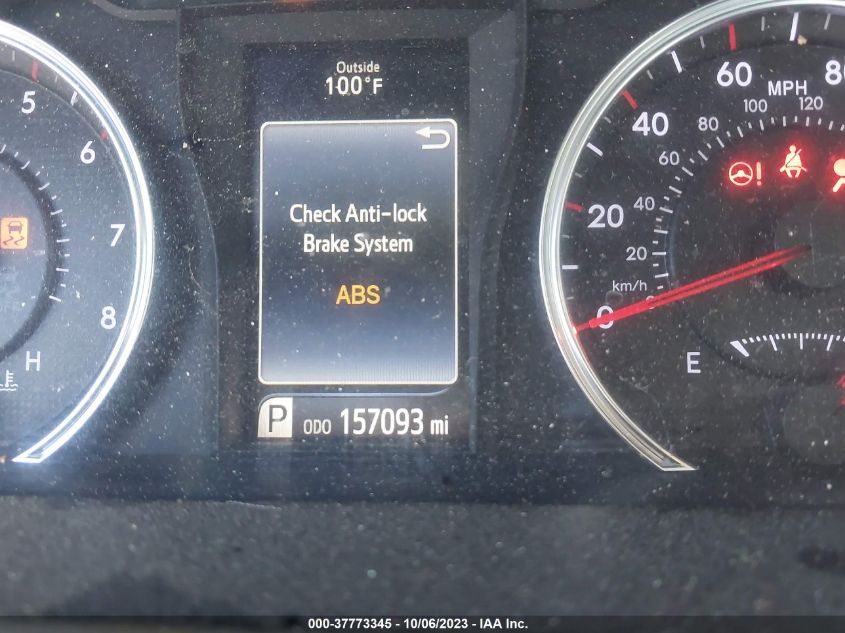 Outside
100°F
Check Anti-lock
Brake System
ABS
P ODO 157093 mi
5
6
7
8
H
0
20
40
60
80
MPH
20
40
60
80
100
120
km/h
E
000-37773345 - 10/06/2023 - IAA Inc.